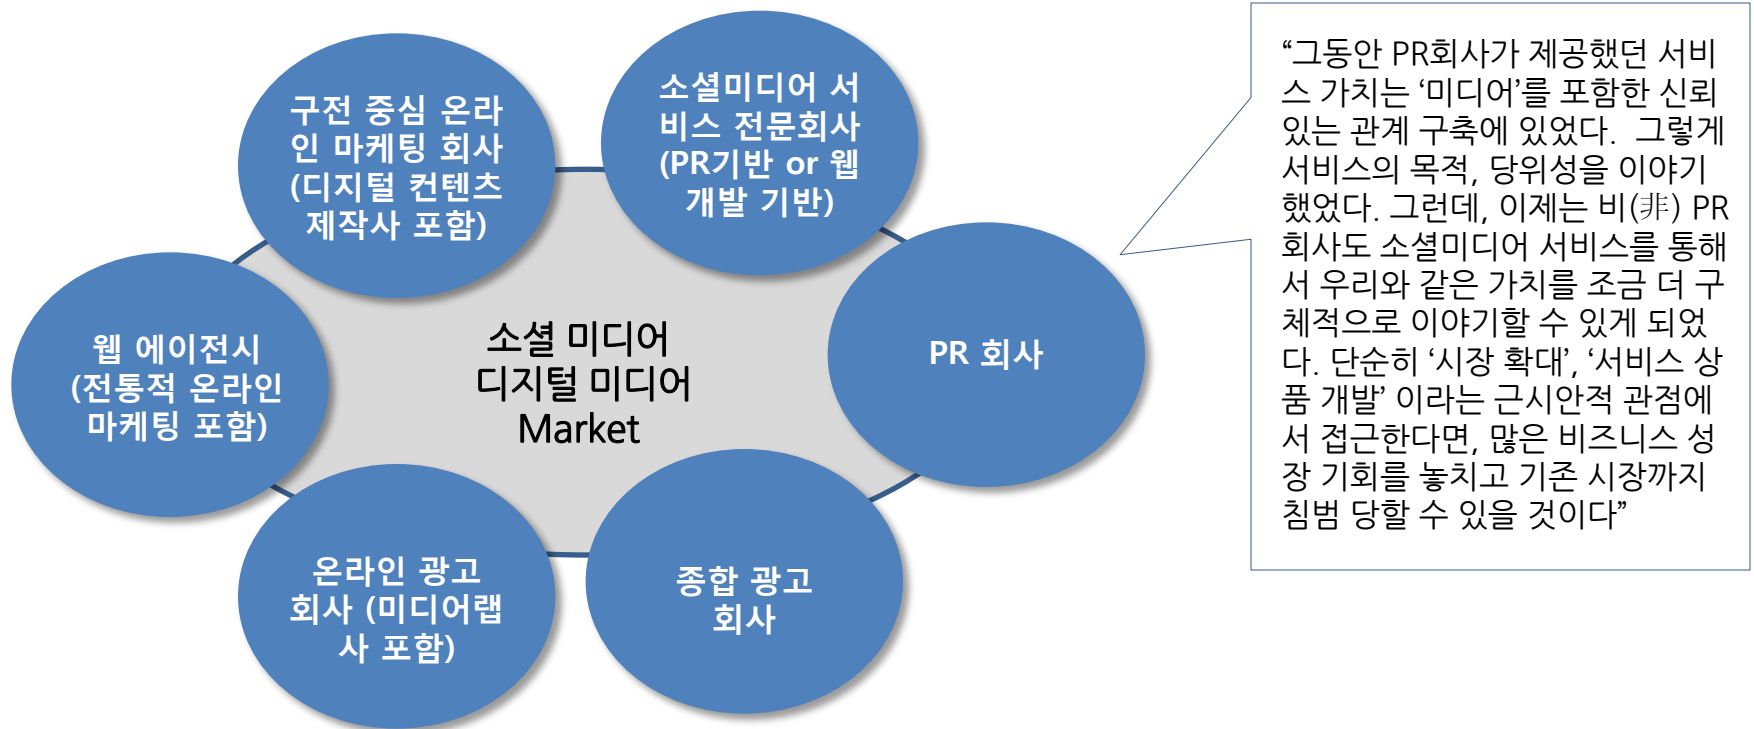 구전 중심 온라
인 마케팅 회사
(디지털 컨텐츠
제작사 포함)
소셜미디어 서
비스 전문회사
(PR기반 or 웹
개발 기반)
웹 에이전시
(전통적 온라인
마케팅 포함)
소셜 미디어
디지털 미디어
Market
PR 회사
온라인 광고
회사 (미디어랩
사 포함)
종합 광고
회사
“그동안 PR회사가 제공했던 서비
스 가치는 ‘미디어’를 포함한 신뢰
있는 관계 구축에 있었다. 그렇게
서비스의 목적, 당위성을 이야기
했었다. 그런데, 이제는 비(非) PR
회사도 소셜미디어 서비스를 통해
서 우리와 같은 가치를 조금 더 구
체적으로 이야기할 수 있게 되었
다. 단순히 ‘시장 확대’, ‘서비스 상
품 개발’ 이라는 근시안적 관점에
서 접근한다면, 많은 비즈니스 성
장 기회를 놓치고 기존 시장까지
침범 당할 수 있을 것이다”